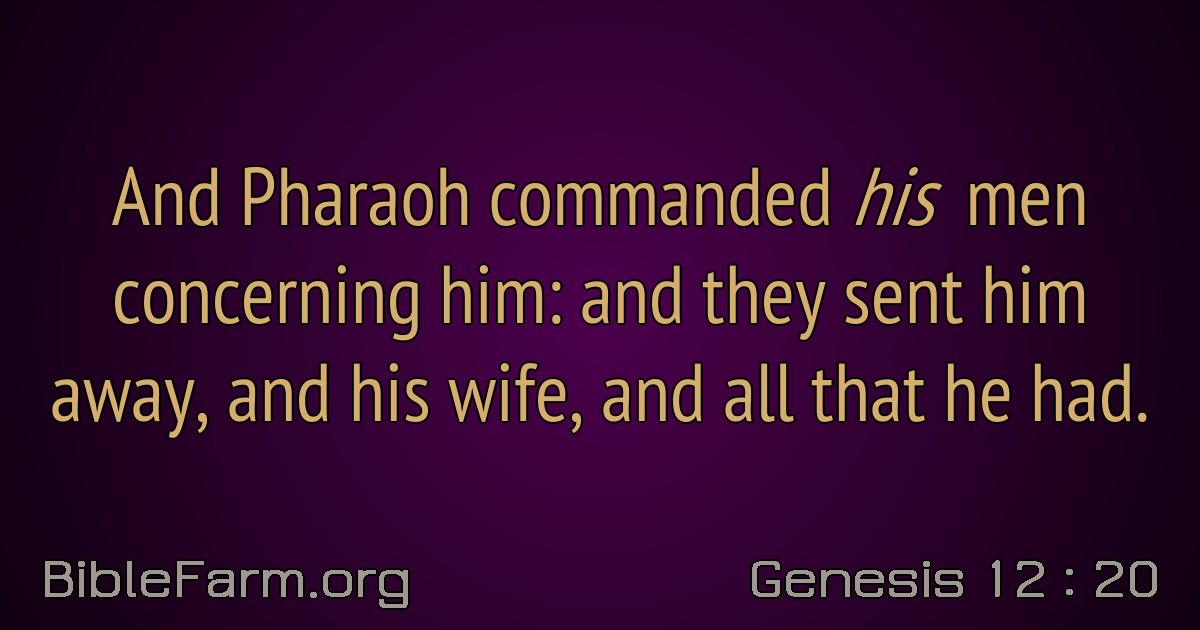 And Pharaoh commanded his men
concerning him: and they sent him
away, and his wife, and all that he had.
BibleFarm.org
Genesis 12 : 20